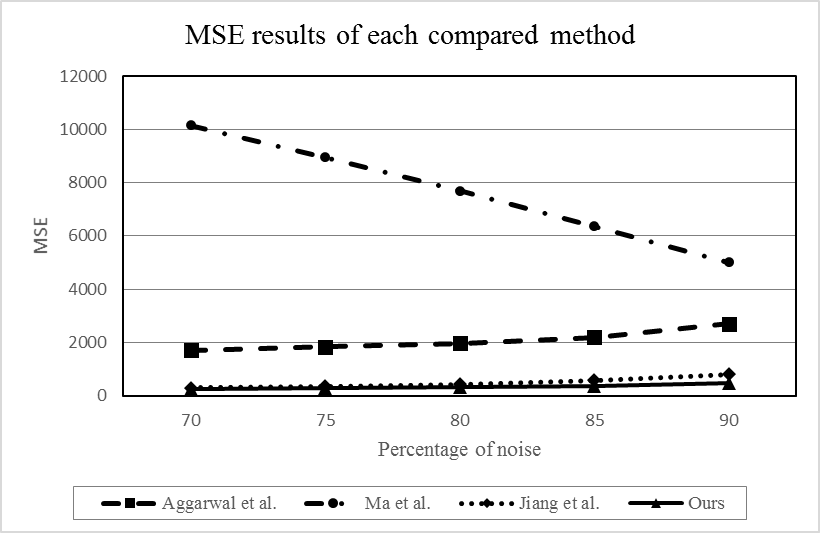 MSE results of each compared method
12000
10000
8000
6000
4000
2000
0
MSE
70 75 80 85 90
Percentage of noise
Aggarwal et al. Ma et al. Jiang et al. Ours